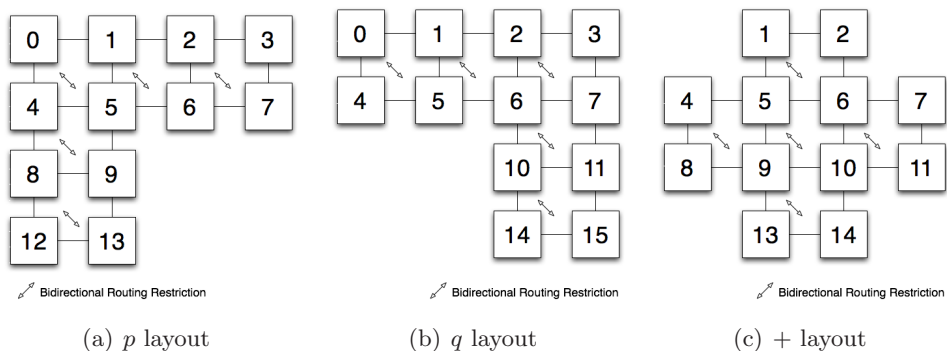 0 1 2 3
4 5 6 7
8 9
12 13
Bidirectional Routing Restriction
(a) p layout
0 1 2 3
4 5 6 7
10 11
14 15
Bidirectional Routing Restriction
(b) q layout
1 2
4 5 6 7
8 9 10 11
13 14
Bidirectional Routing Restriction
(c) + layout